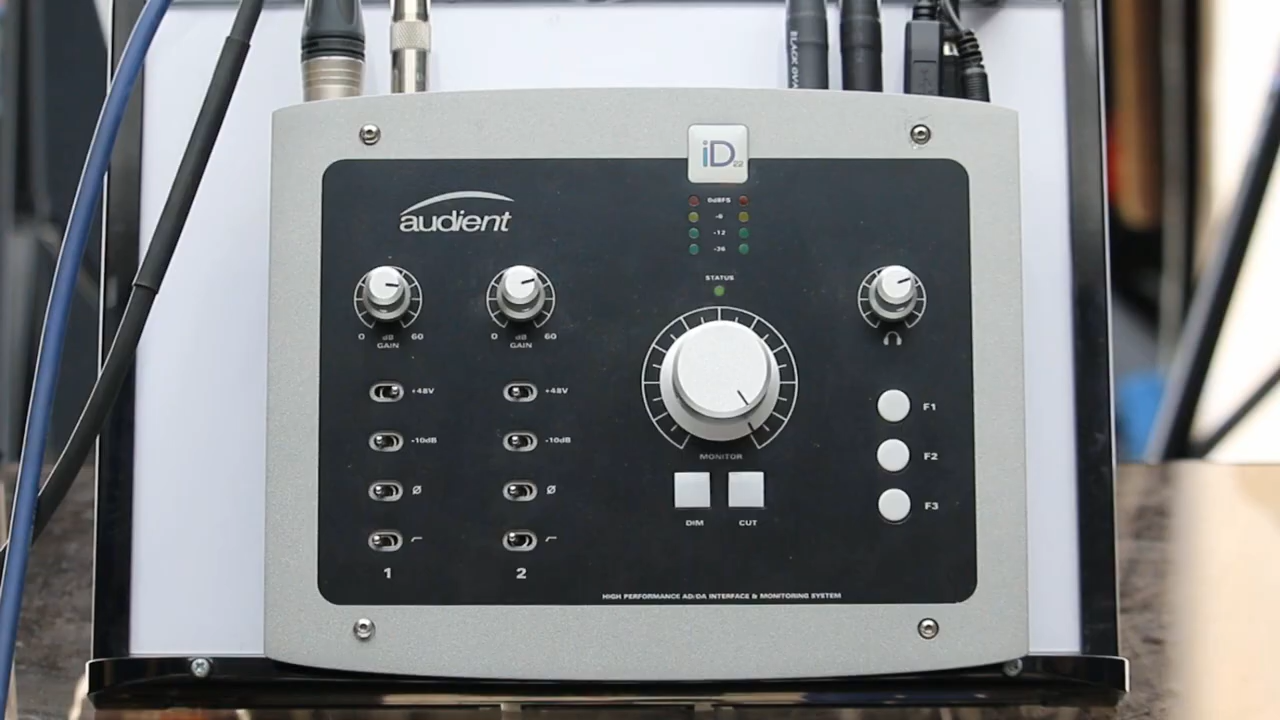 BLACK
iD22
audient
0dBFS
-6
-12
-36
STATUS
0 dB 60
GAIN
0 dB 60
GAIN
+48V
+48V
-10dB
-10dB
Ø
Ø
1
2
MONITOR
DIM
CUT
F1
F2
F3
HIGH PERFORMANCE AD/DA INTERFACE & MONITORING SYSTEM